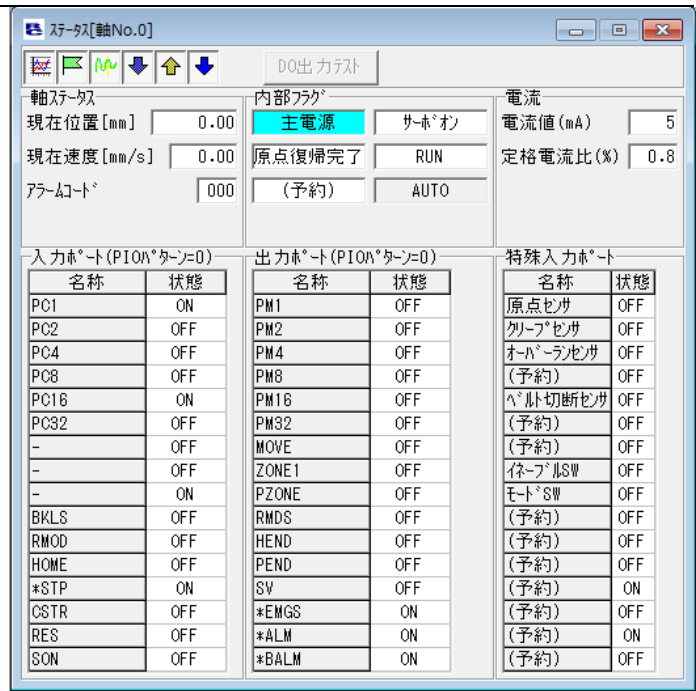 ステータス[軸No.0]
DO出力テスト
軸ステータス
現在位置[mm] 0.00
現在速度[mm/s] 0.00
アラームコード 000
内部フラグ
主電源 サーボオン
原点復帰完了 RUN
(予約) AUTO
電流
電流値(mA) 5
定格電流比(%) 0.8
入力ポート(PIOパターン=0)
名称 状態
PC1 ON
PC2 OFF
PC4 OFF
PC8 OFF
PC16 ON
PC32 OFF
- OFF
- OFF
- ON
BKLS OFF
RMOD OFF
HOME OFF
*STP ON
CSTR OFF
RES OFF
SON OFF
出力ポート(PIOパターン=0)
名称 状態
PM1 OFF
PM2 OFF
PM4 OFF
PM8 OFF
PM16 OFF
PM32 OFF
MOVE OFF
ZONE1 OFF
PZONE OFF
RMDS OFF
HEND OFF
PEND OFF
SV OFF
*EMGS ON
*ALM ON
*BALM ON
特殊入力ポート
名称 状態
原点センサ OFF
クリープセンサ OFF
オーバーランセンサ OFF
(予約) OFF
ベルト切断センサ OFF
(予約) OFF
(予約) OFF
イネーブルSW OFF
モードSW OFF
(予約) OFF
(予約) OFF
(予約) OFF
(予約) ON
(予約) OFF
(予約) ON
(予約) OFF